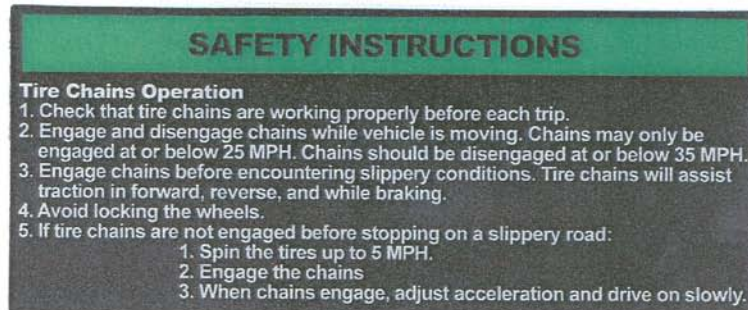 SAFETY INSTRUCTIONS
Tire Chains Operation
1. Check that tire chains are working properly before each trip.
2. Engage and disengage chains while vehicle is moving. Chains may only be
engaged at or below 25 MPH. Chains should be disengaged at or below 35 MPH.
3. Engage chains before encountering slippery conditions. Tire chains will assist
traction in forward, reverse, and while braking.
4. Avoid locking the wheels.
5. If tire chains are not engaged before stopping on a slippery road:
1. Spin the tires up to 5 MPH.
2. Engage the chains
3. When chains engage, adjust acceleration and drive on slowly.